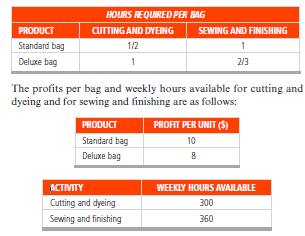 HOURS REQUIRED PER BAG
PRODUCT CUTTING AND DYEING SEWING AND FINISHING
Standard bag 1/2 1
Deluxe bag 1 2/3
The profits per bag and weekly hours available for cutting and
dyeing and for sewing and finishing are as follows:
PRODUCT PROFIT PER UNIT ($)
Standard bag 10
Deluxe bag 8
ACTIVITY WEEKLY HOURS AVAILABLE
Cutting and dyeing 300
Sewing and finishing 360